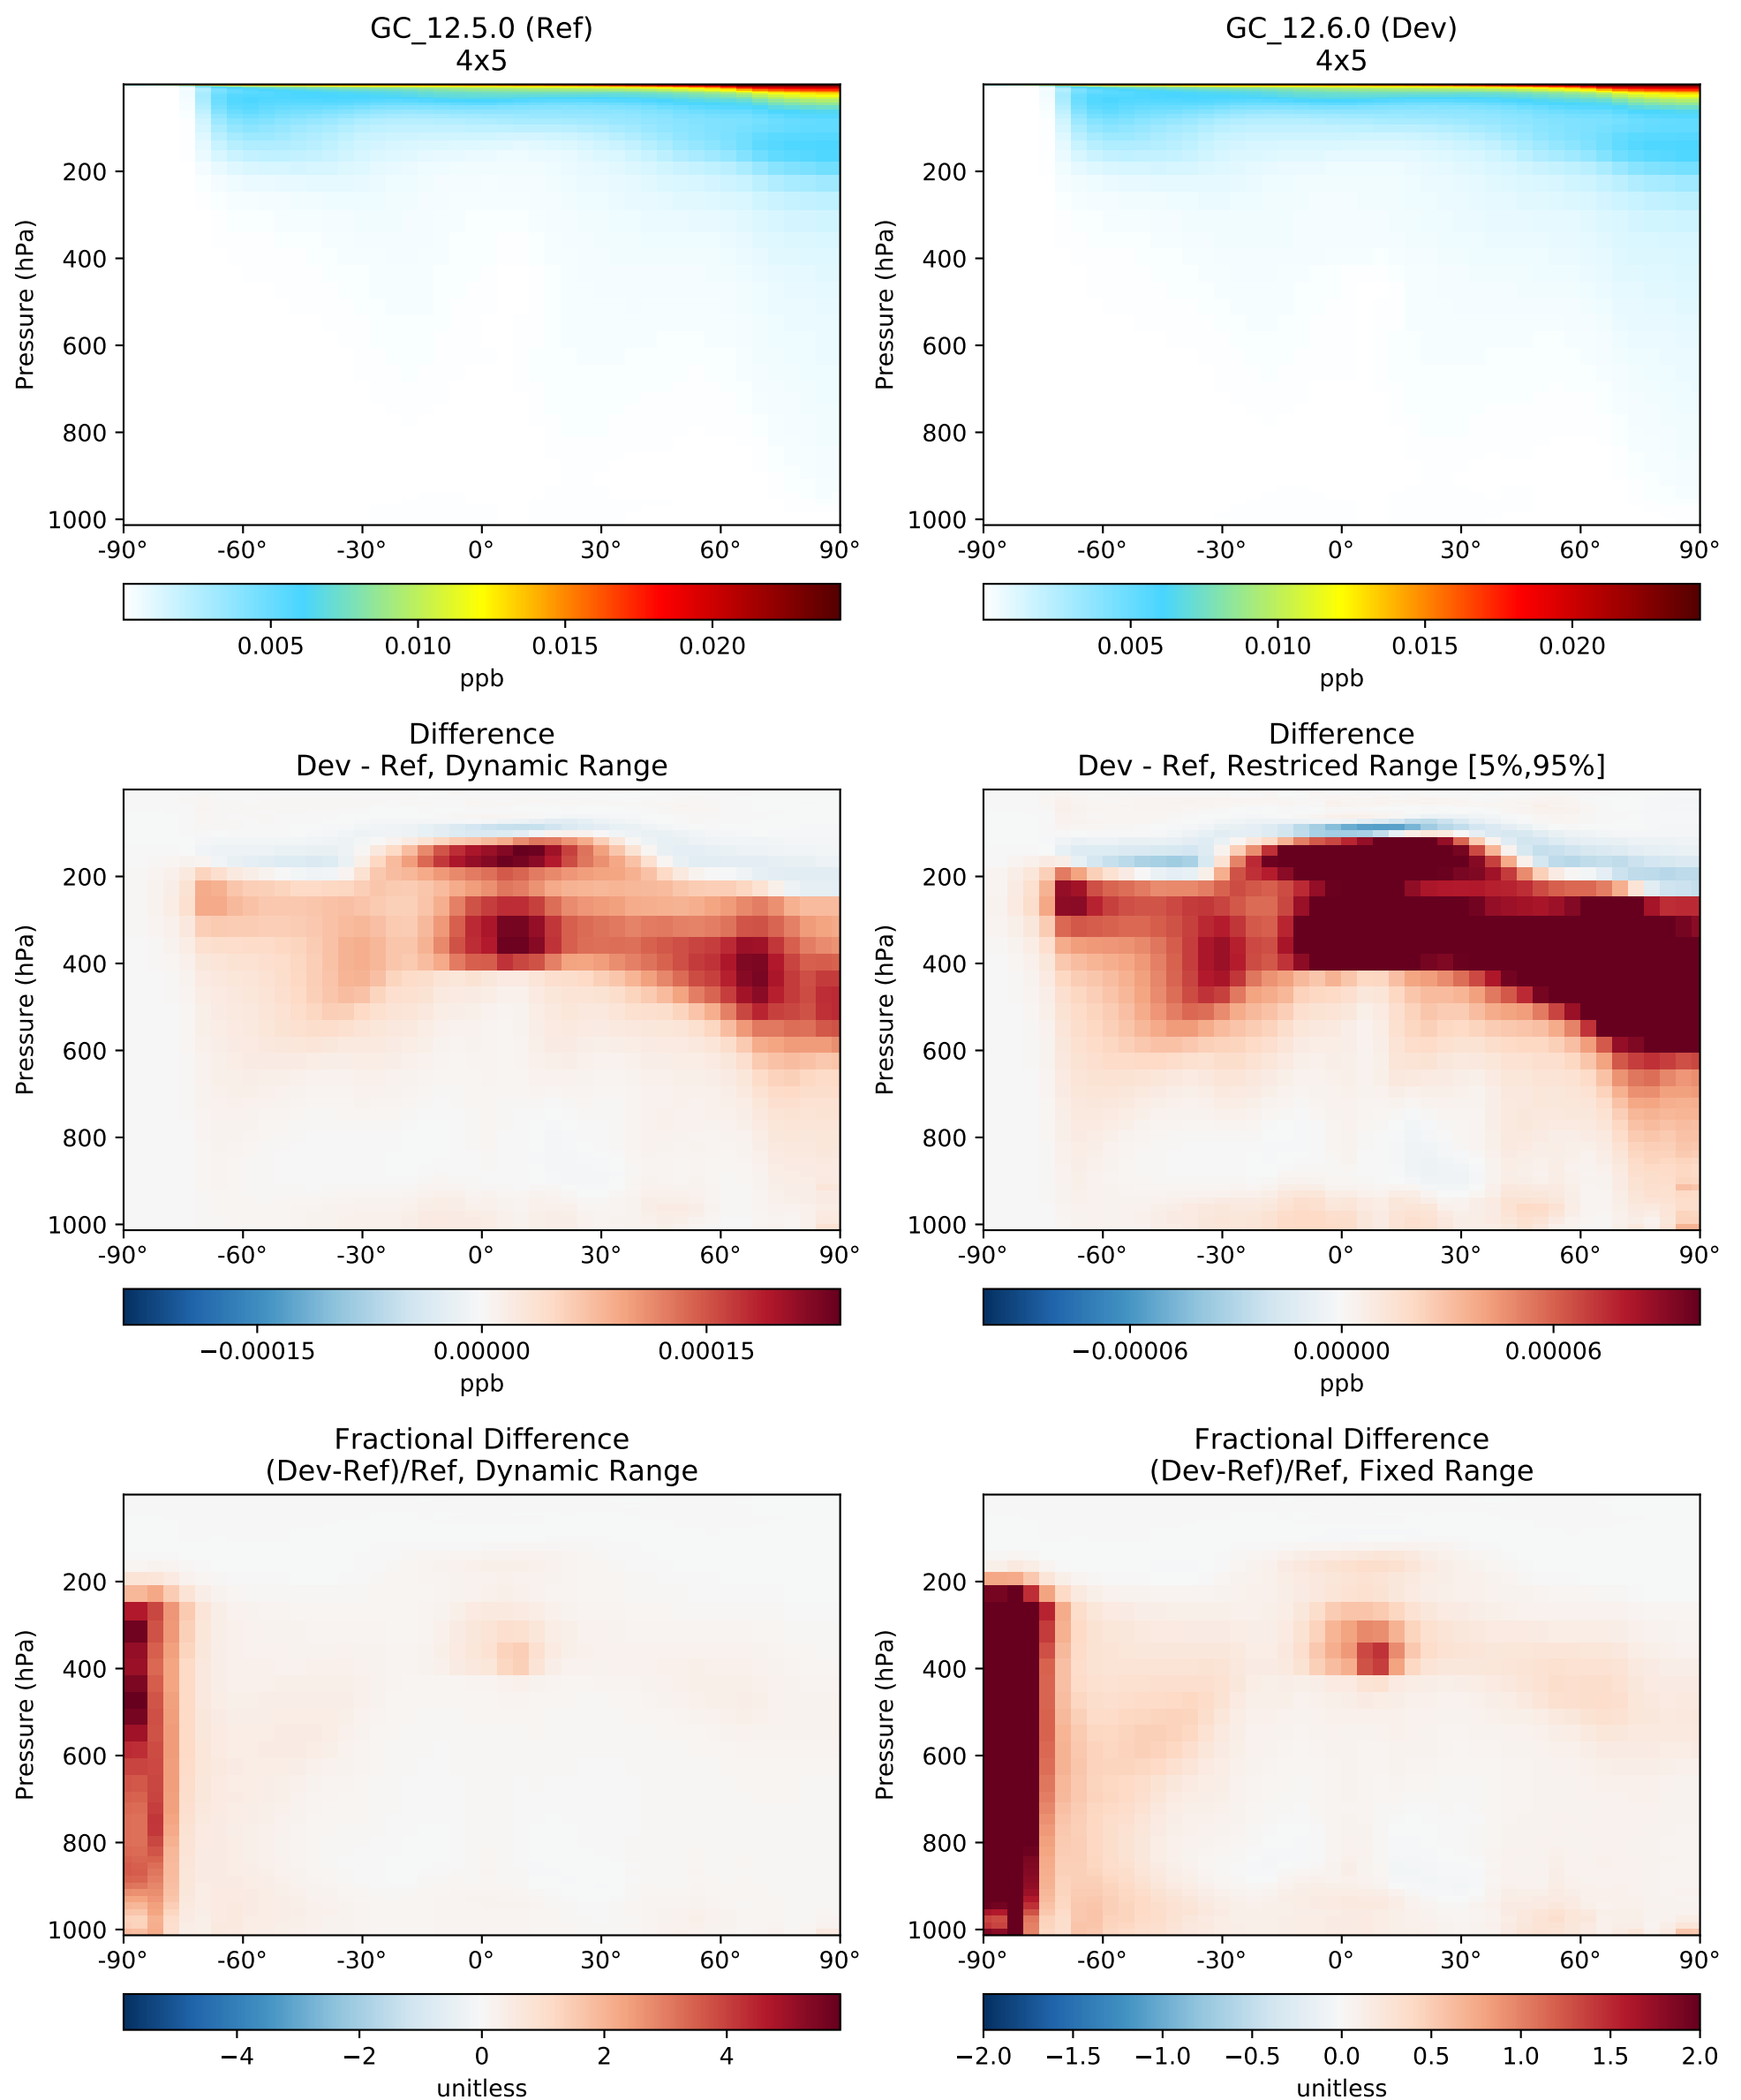 GC_12.5.0 (Ref)
4x5
GC_12.6.0 (Dev)
4x5
Pressure (hPa)
200
400
600
800
1000
-90° -60° -30° 0° 30° 60° 90°
0.005 0.010 0.015 0.020
ppb
Pressure (hPa)
200
400
600
800
1000
-90° -60° -30° 0° 30° 60° 90°
0.005 0.010 0.015 0.020
ppb
Difference
Dev - Ref, Dynamic Range
Difference
Dev - Ref, Restriced Range [5%,95%]
Pressure (hPa)
200
400
600
800
1000
-90° -60° -30° 0° 30° 60° 90°
−0.00015 0.00000 0.00015
ppb
Pressure (hPa)
200
400
600
800
1000
-90° -60° -30° 0° 30° 60° 90°
−0.00006 0.00000 0.00006
ppb
Fractional Difference
(Dev-Ref)/Ref, Dynamic Range
Fractional Difference
(Dev-Ref)/Ref, Fixed Range
Pressure (hPa)
200
400
600
800
1000
-90° -60° -30° 0° 30° 60° 90°
−4 −2 0 2 4
unitless
Pressure (hPa)
200
400
600
800
1000
-90° -60° -30° 0° 30° 60° 90°
−2.0 −1.5 −1.0 −0.5 0.0 0.5 1.0 1.5 2.0
unitless